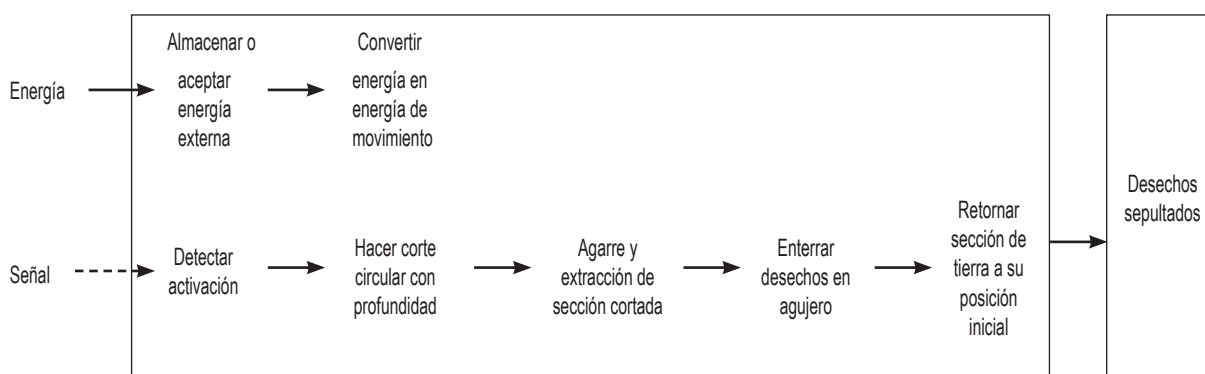 Energía
Almacenar o
aceptar
energía
externa
Convertir
energía en
energía de
movimiento
Señal
Detectar
activación
Hacer corte
circular con
profundidad
Agarre y
extracción de
sección cortada
Enterrar
desechos en
agujero
Retornar
sección de
tierra a su
posición
inicial
Desechos
sepultados